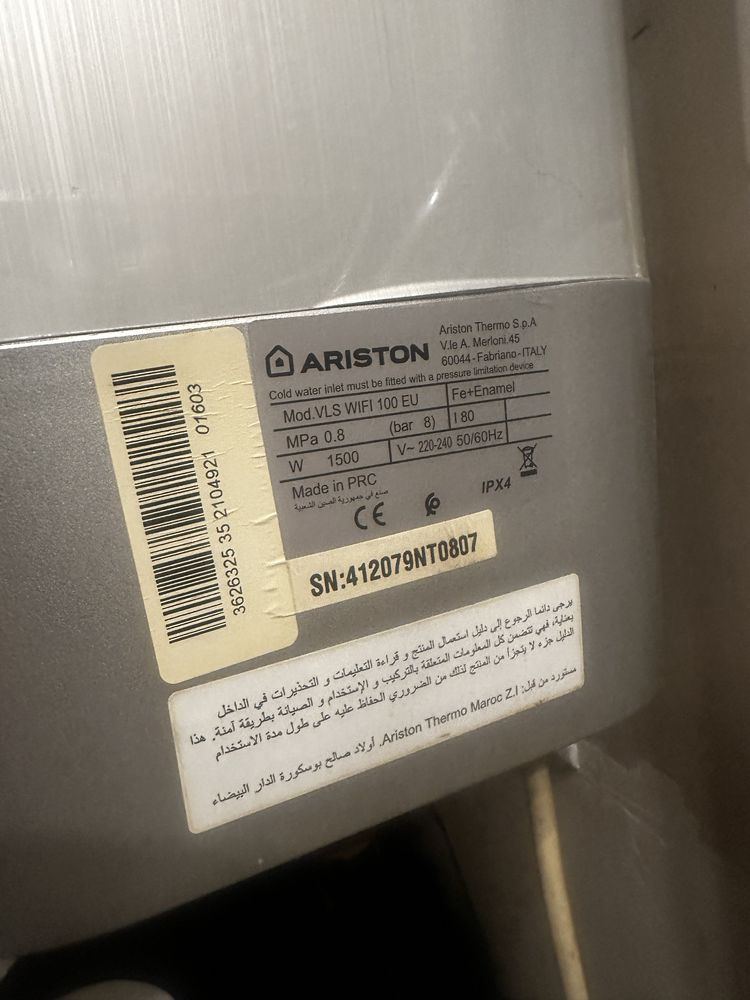 ARISTON
Ariston Thermo S.p.A
V.le A. Merloni.45
60044 - Fabriano - ITALY
Cold water inlet must be fitted with a pressure limitation device
Mod.VLS WIFI 100 EU
Fe+Enamel
MPa 0.8 (bar 8)
l 80
W 1500
V~ 220-240 50/60Hz
Made in PRC
صنع في جمهورية الصين الشعبية
CE
IPX4
3626325 35 2104921 01603
SN:412079NT0807
يرجى دائما الرجوع إلى دليل استعمال المنتج و قراءة التعليمات و التحذيرات في الداخل
بعناية، فهي تتضمن كل المعلومات المتعلقة بالتركيب و الإستخدام و الصيانة بطريقة آمنة. هذا
الدليل جزء لا يتجزأ من المنتج لذلك من الضروري الحفاظ عليه على طول مدة الاستخدام
مستورد من قبل: Ariston Thermo Maroc Z.I. أولاد صالح بوسكورة الدار البيضاء